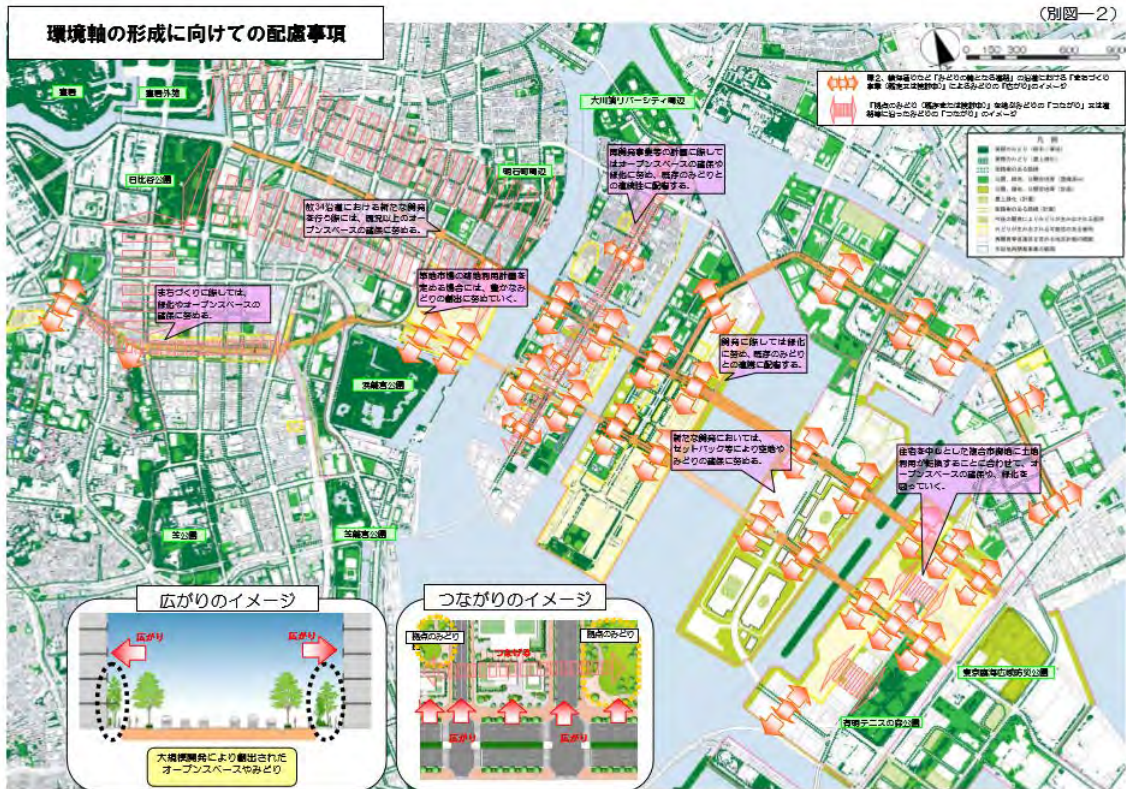 (別図―2)
環境軸の形成に向けての配慮事項
0 150 300 600 900
皇居
皇居外苑
大川端リバーシティ周辺
凡例
日比谷公園
明石町周辺
再開発事業等の計画に際しては
オープンスペースの確保や
緑化に努め、既存のみどりと
の連続性に配慮する。
放34沿道における新たな開発
を行う際には、現況以上のオー
プンスペースの確保に努める。
築地市場の跡地利用計画を
定める場合には、豊かなみ
どりの創出に努めていく。
まちづくりに際しては、
緑化やオープンスペースの
確保に努める。
開発に際しては緑化
に努め、既存のみどり
との連携に配慮する。
浜離宮公園
新たな開発においては、
セットバック等により空地や
みどりの確保に努める。
住宅を中心とした複合市街地に土地
利用が転換することに合わせて、オ
ープンスペースの確保や、緑化を
図っていく。
芝公園
芝離宮公園
広がりのイメージ
広がり
広がり
大規模開発により創出された
オープンスペースやみどり
つながりのイメージ
拠点のみどり
拠点のみどり
つなげる
広がり
広がり
東京臨海広域防災公園
有明テニスの森公園